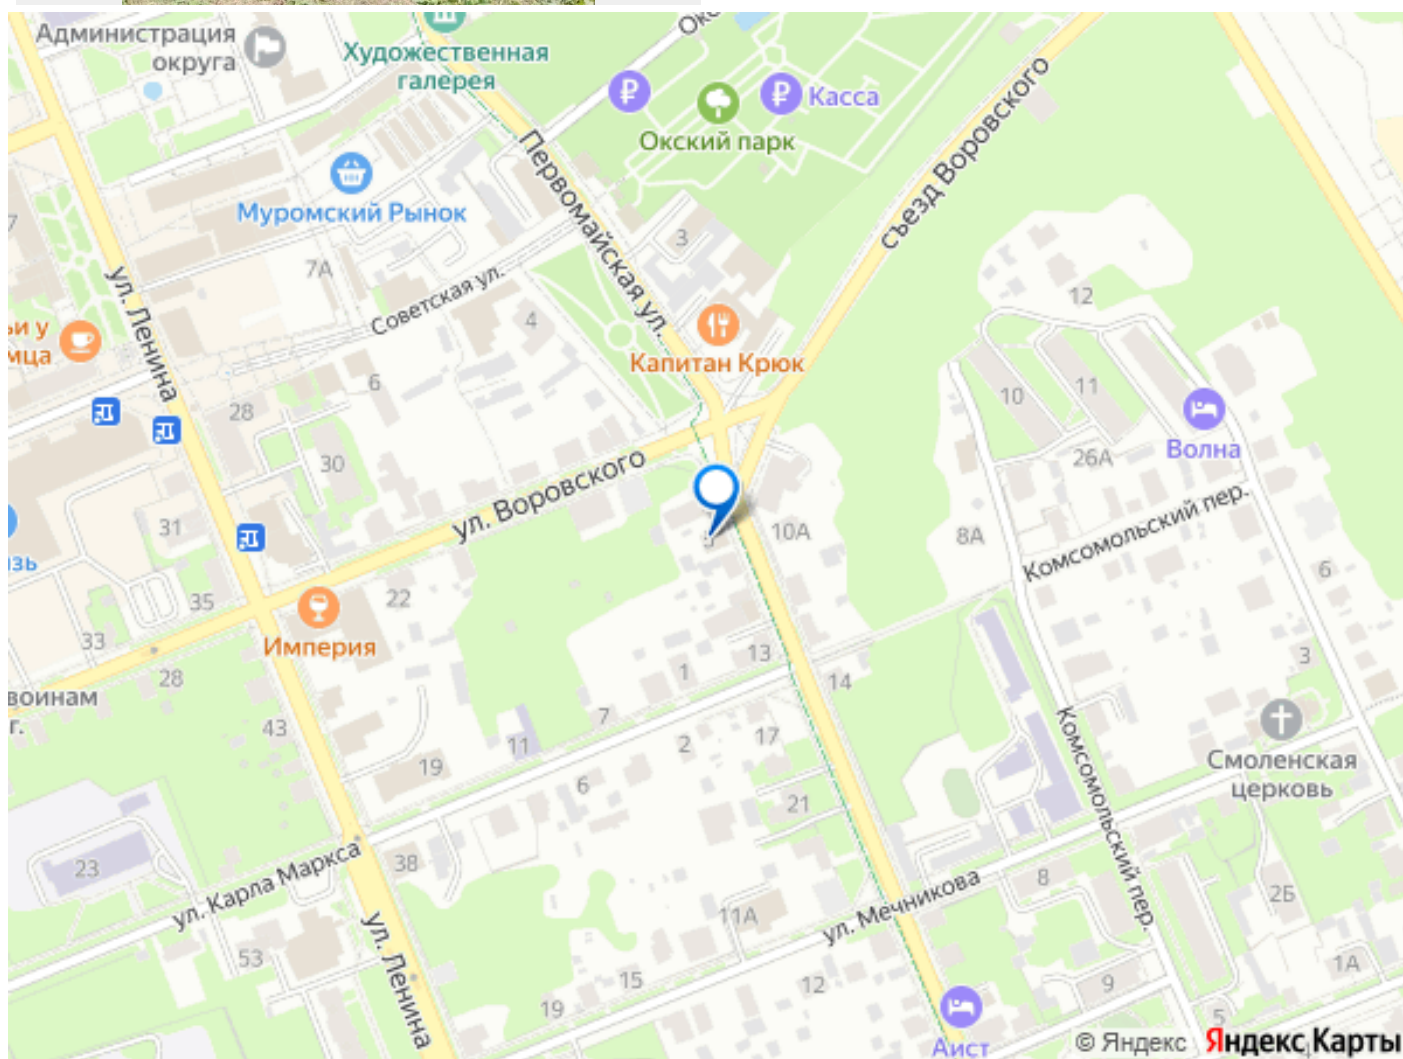 Администрация
округа
Художественная
галерея
Касса
Окский парк
Съезд Воровского
Первомайская ул.
Муромский Рынок
3
7А
Советская ул.
ул. Ленина
12
4
Капитан Крюк
6
28
10
11
Волна
26А
30
ул. Воровского
31
10А
8А
Комсомольский пер.
6
35
22
33
Империя
28
13
1
14
3
43
7
11
2
17
19
6
21
Смоленская
церковь
Комсомольский пер.
23
38
ул. Карла Маркса
8
ул. Мечникова
2Б
11А
ул. Ленина
53
15
12
9
1А
19
5
Аист
© Яндекс
Яндекс Карты